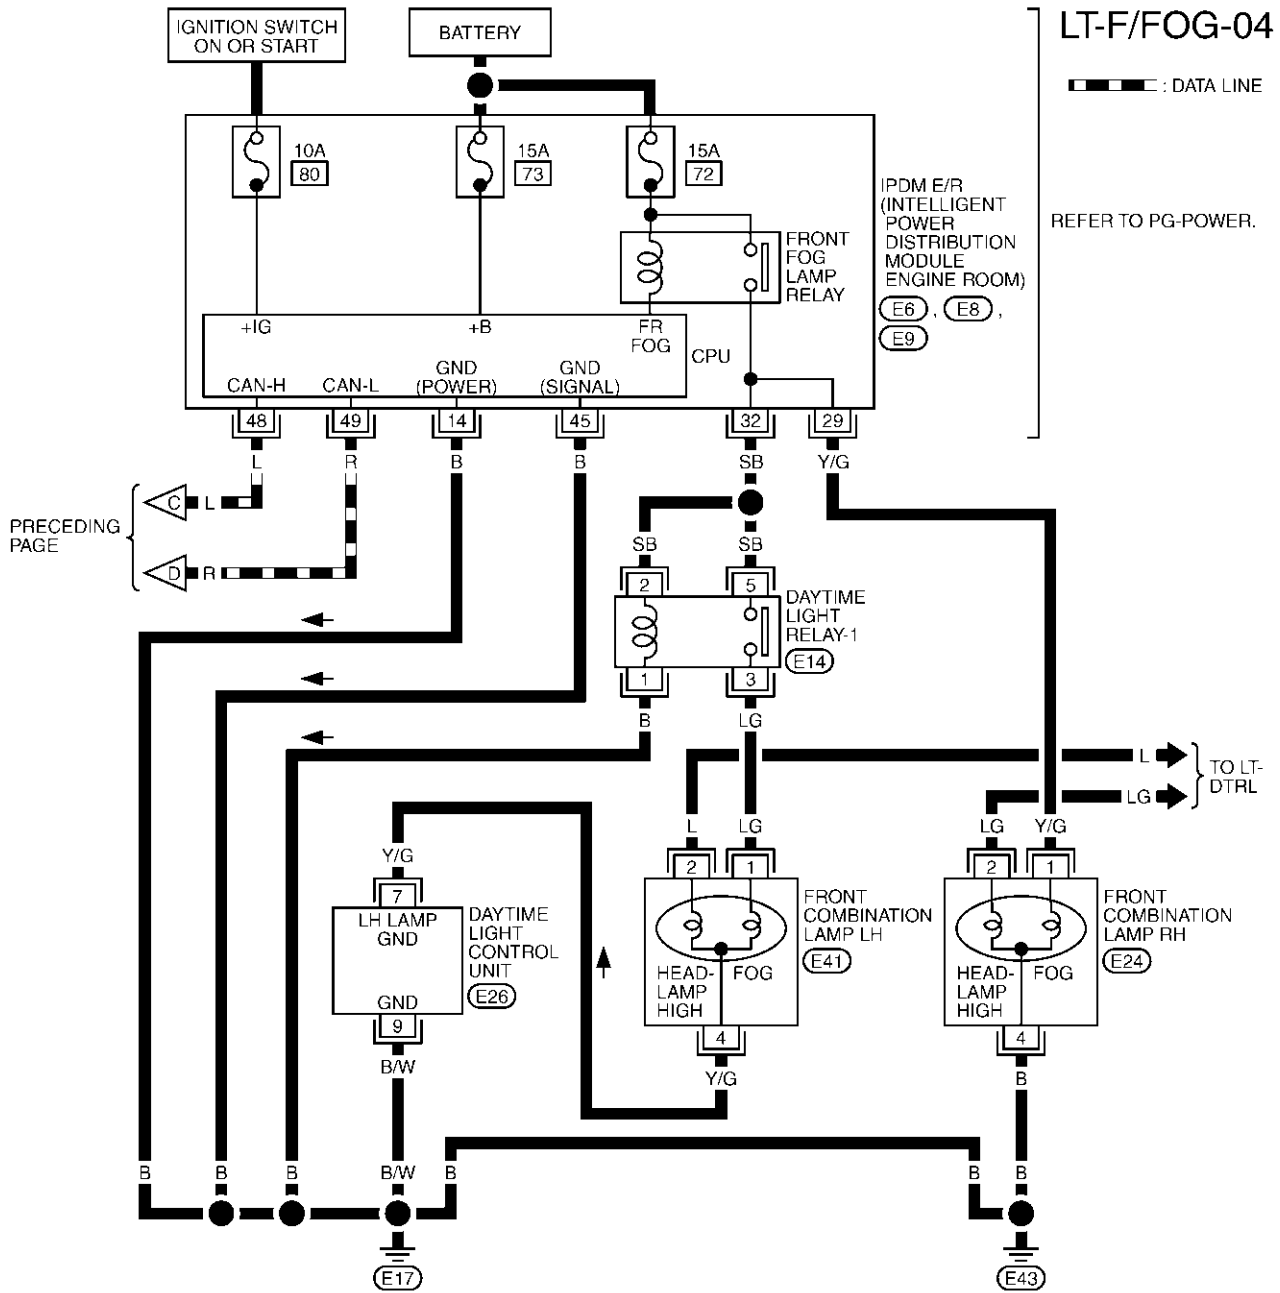 LT-F/FOG-04
IGNITION SWITCH
ON OR START
BATTERY
: DATA LINE
10A
80
15A
73
15A
72
IPDM E/R
(INTELLIGENT
POWER
DISTRIBUTION
MODULE
ENGINE ROOM)
E6 , E8 ,
E9
REFER TO PG-POWER.
FRONT
FOG
LAMP
RELAY
+IG
+B
FR
FOG
CPU
CAN-H
CAN-L
GND
(POWER)
GND
(SIGNAL)
48
49
14
45
32
29
L
R
B
B
SB
Y/G
PRECEDING
PAGE
C
L
D
R
SB
SB
2
5
DAYTIME
LIGHT
RELAY-1
E14
1
3
B
LG
L
LG
TO LT-
DTRL
Y/G
L
LG
LG
Y/G
7
2
1
2
1
LH LAMP
GND
GND
DAYTIME
LIGHT
CONTROL
UNIT
E26
9
HEAD-
LAMP
HIGH
FOG
FRONT
COMBINATION
LAMP LH
E41
HEAD-
LAMP
HIGH
FOG
FRONT
COMBINATION
LAMP RH
E24
4
4
B/W
Y/G
B
B
B
B
B/W
B
B
B
E17
E43